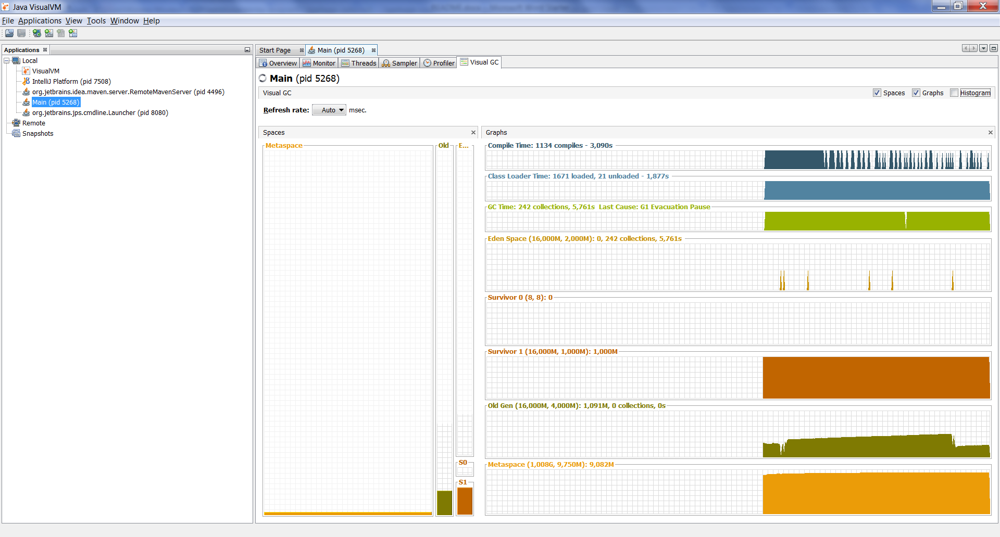 Java VisualVM
File Applications View Tools Window Help
Applications
Local
VisualVM
IntelliJ Platform (pid 7508)
org.jetbrains.idea.maven.server.RemoteMavenServer (pid 4496)
Main (pid 5268)
org.jetbrains.jps.cmdline.Launcher (pid 8080)
Remote
Snapshots
Start Page
Main (pid 5268)
Overview
Monitor
Threads
Sampler
Profiler
Visual GC
Main (pid 5268)
Visual GC
Spaces
Graphs
Histogram
Refresh rate: Auto msec.
Spaces
Metaspace
Old
E...
S0
S1
Graphs
Compile Time: 1134 compiles - 3,090s
Class Loader Time: 1671 loaded, 21 unloaded - 1,877s
GC Time: 242 collections, 5,761s Last Cause: G1 Evacuation Pause
Eden Space (16,000M, 2,000M): 0, 242 collections, 5,761s
Survivor 0 (8, 8): 0
Survivor 1 (16,000M, 1,000M): 1,000M
Old Gen (16,000M, 4,000M): 1,091M, 0 collections, 0s
Metaspace (1,008G, 9,750M): 9,082M